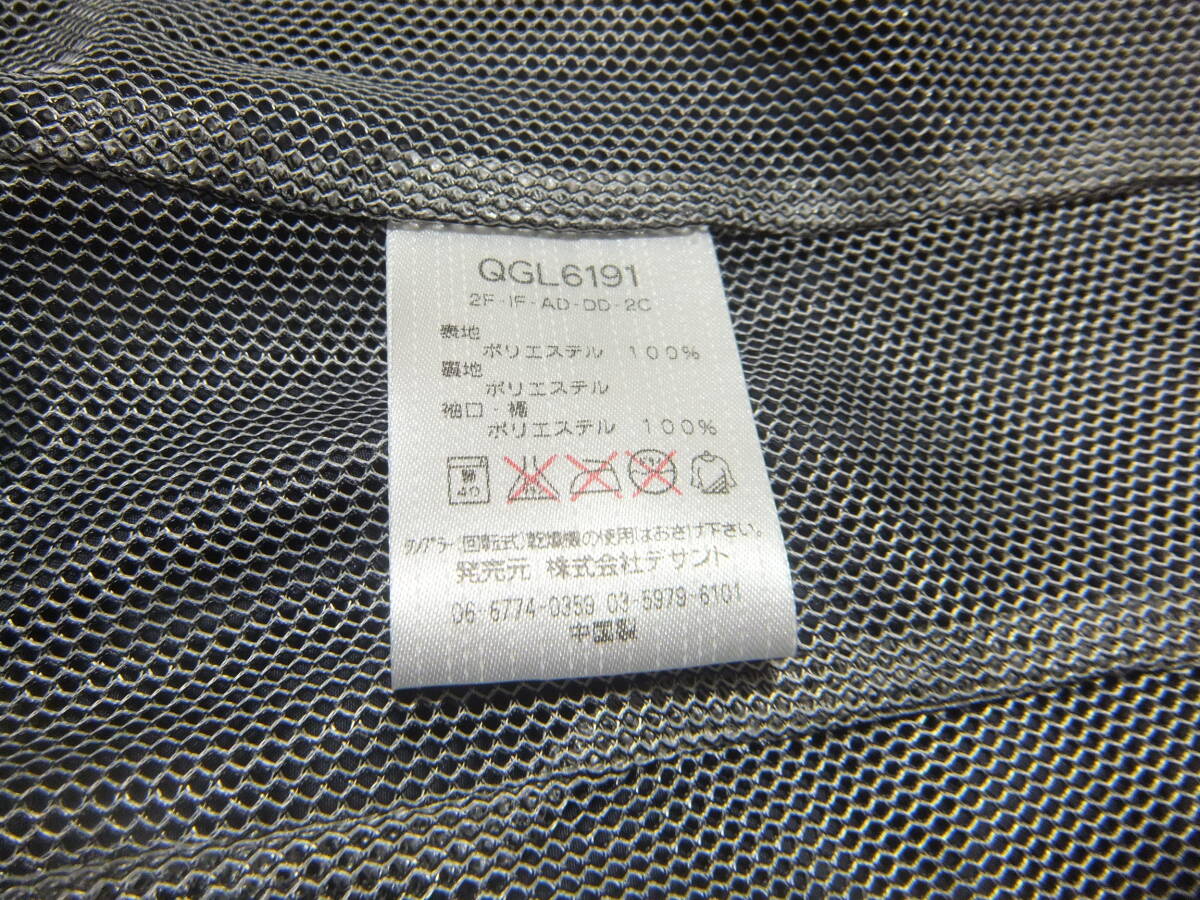 QGL6191
2F-IF-AD-DD-2C
表地
ポリエステル 100%
裏地
ポリエステル
袖口・裾
ポリエステル 100%
40
タンブラー(回転式)乾燥機の使用はおさけ下さい。
発売元 株式会社デサント
06-6774-0359 03-5979-6101
中国製